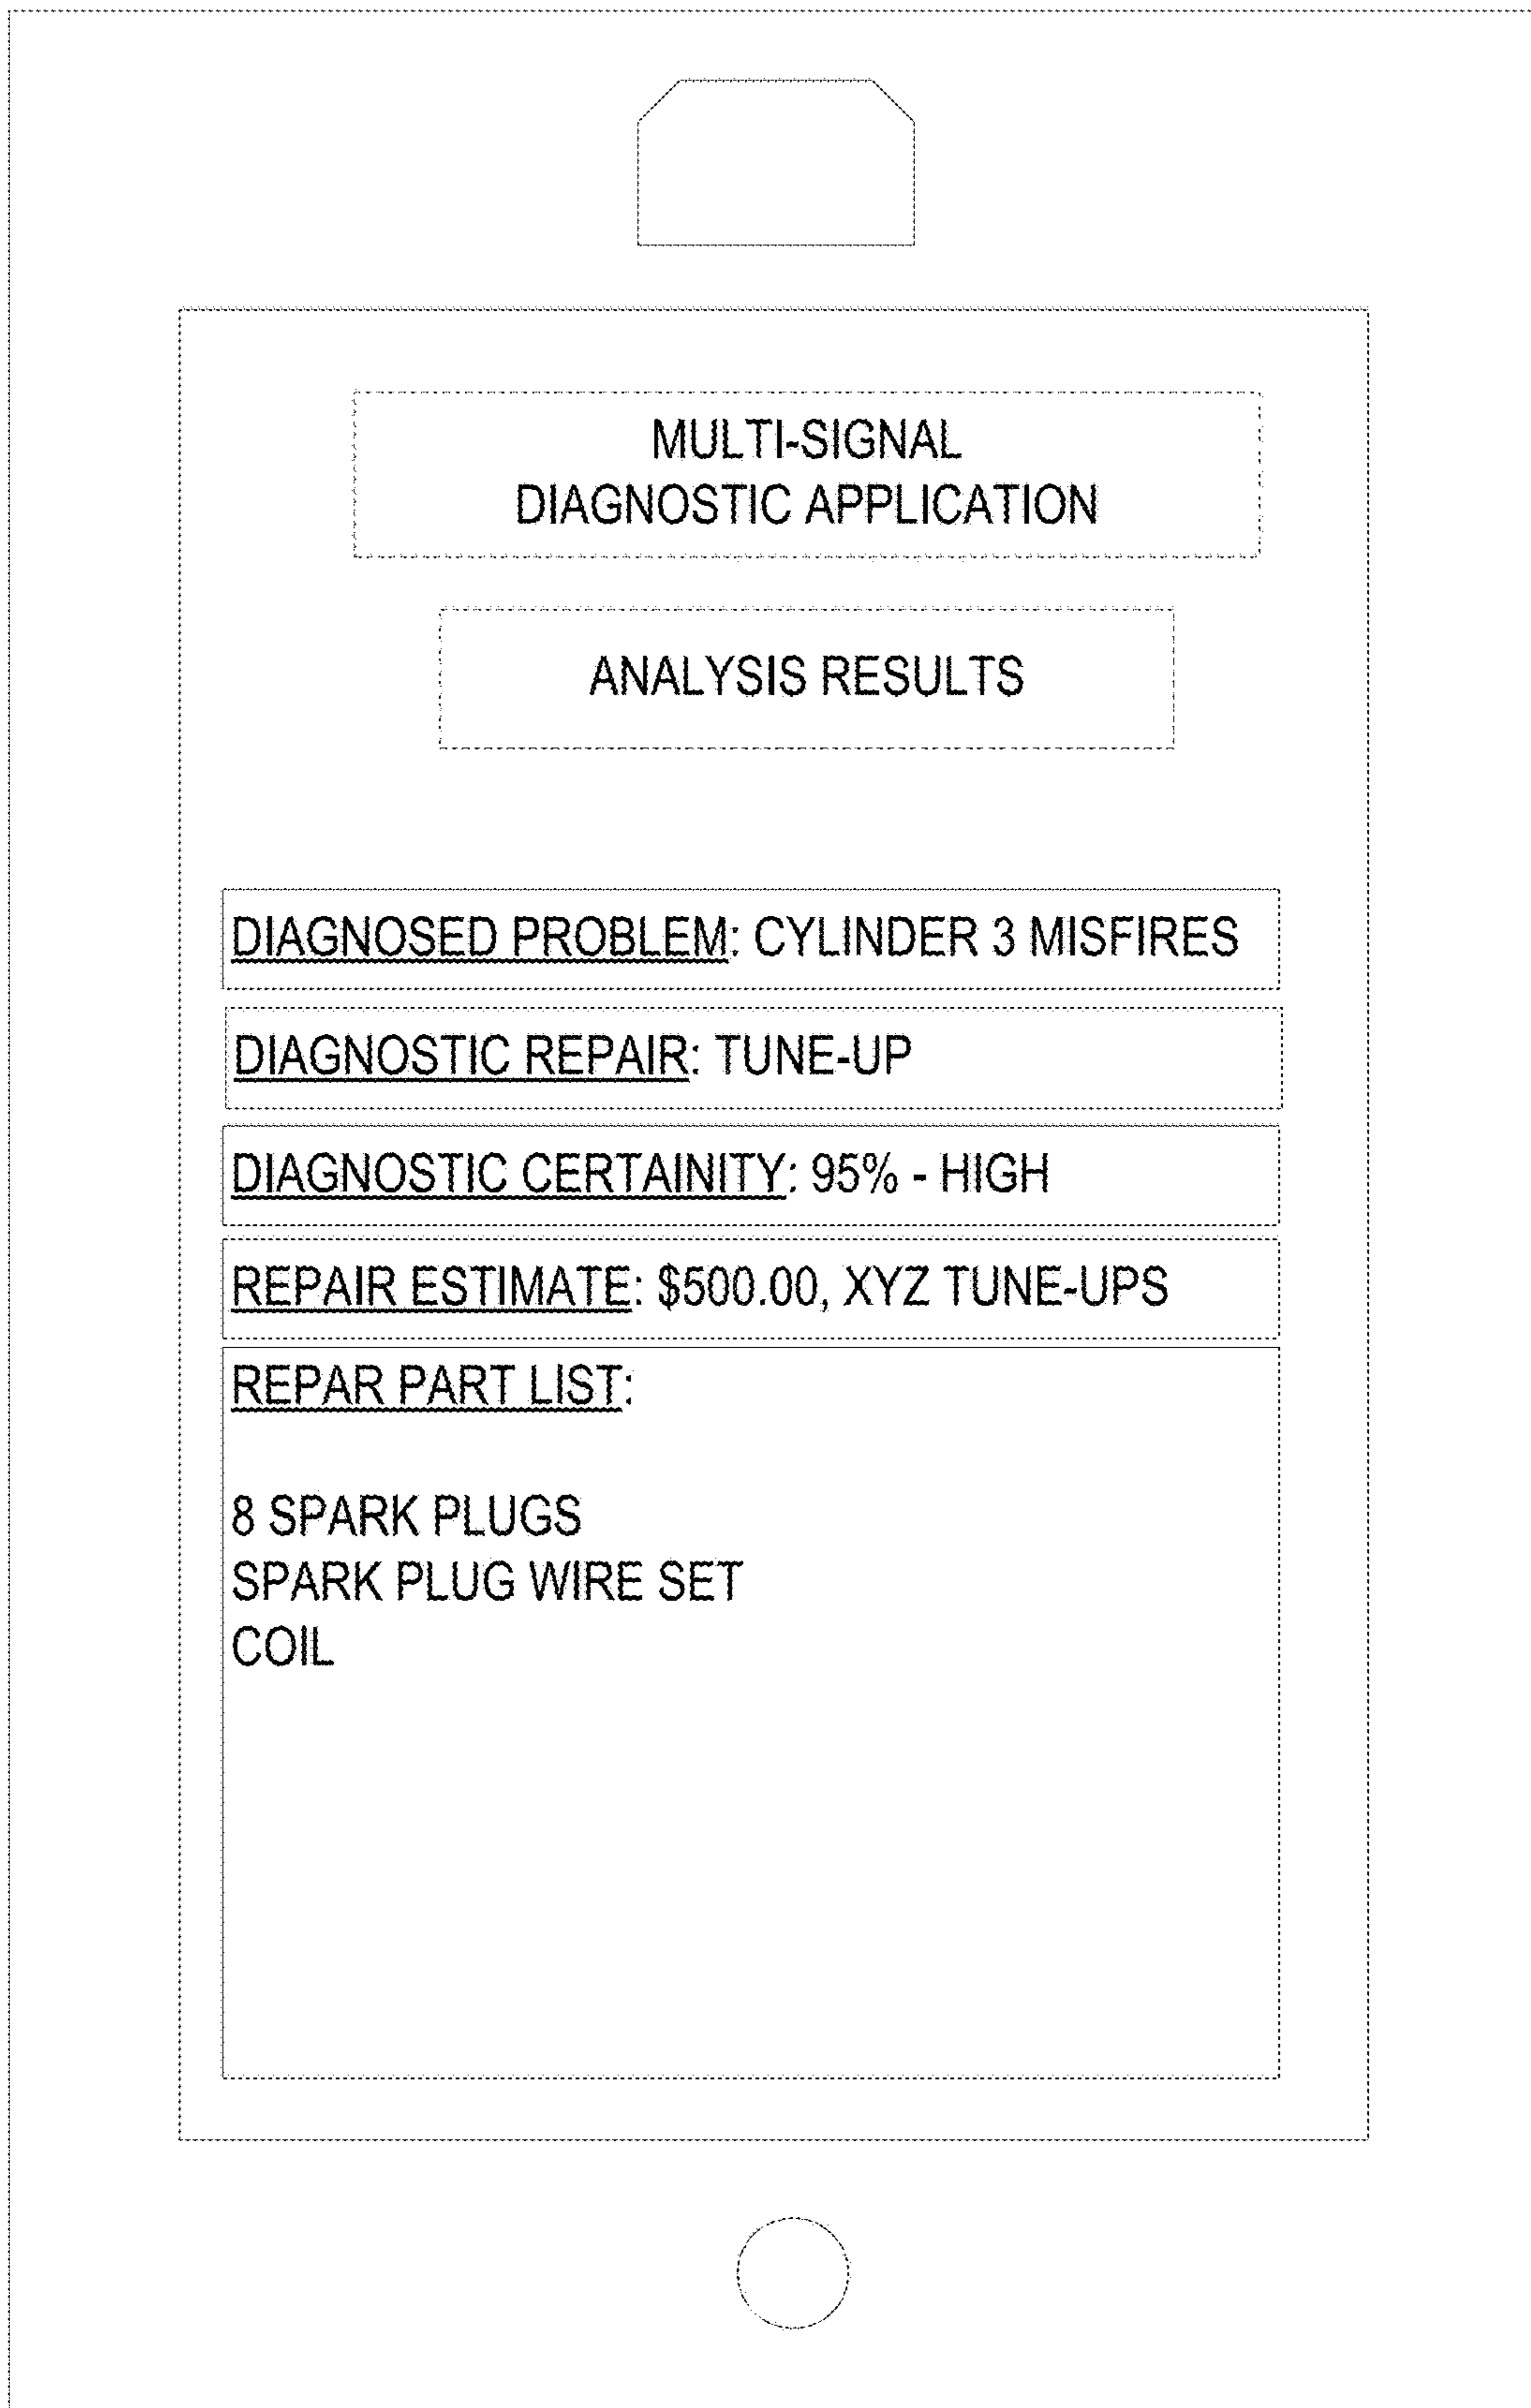 MULTI-SIGNAL
DIAGNOSTIC APPLICATION
ANALYSIS RESULTS
DIAGNOSED PROBLEM: CYLINDER 3 MISFIRES
DIAGNOSTIC REPAIR: TUNE-UP
DIAGNOSTIC CERTAINITY: 95% - HIGH
REPAIR ESTIMATE: $500.00, XYZ TUNE-UPS
REPAR PART LIST:
8 SPARK PLUGS
SPARK PLUG WIRE SET
COIL